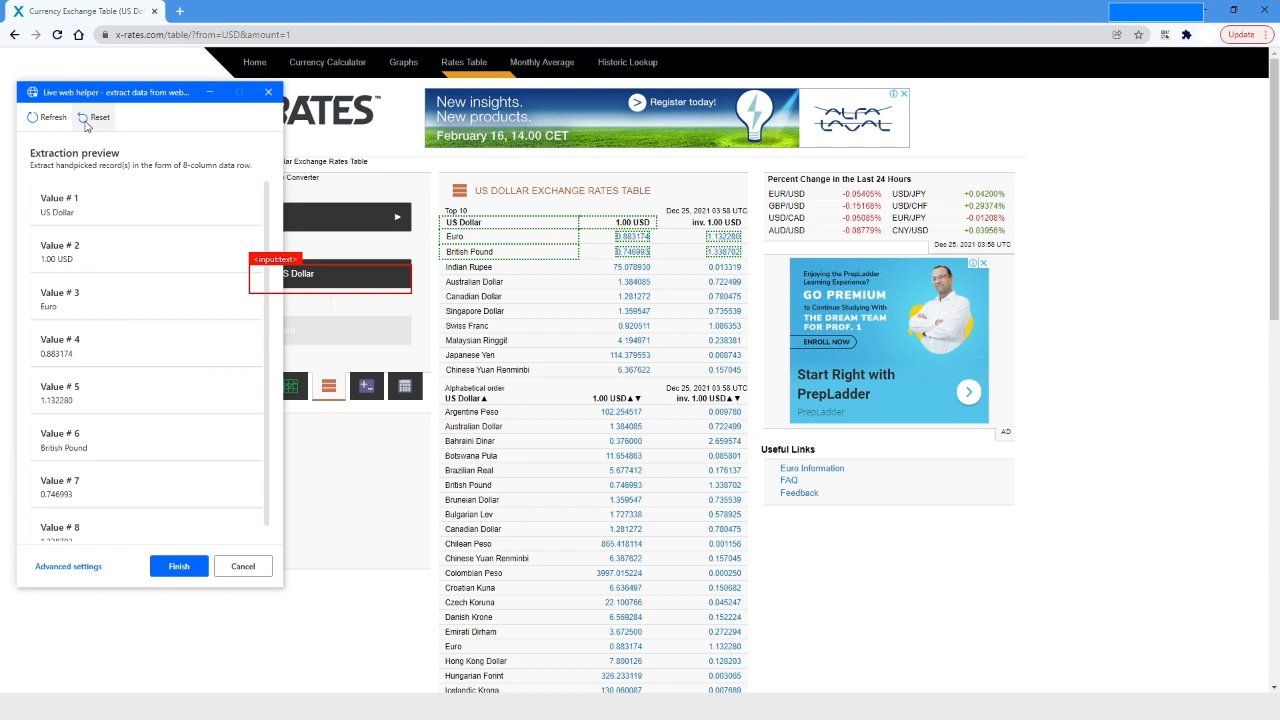 Currency Exchange Table (US Dol
x-rates.com/table/?from=USD&amount=1
Update
Home Currency Calculator Graphs Rates Table Monthly Average Historic Lookup
Live web helper - extract data from web...
Refresh Reset
Extraction preview
Extract handpicked record(s) in the form of 8-column data row.
Value # 1
US Dollar
Value # 2
1.00 USD
Value # 3
Euro
Value # 4
0.883174
Value # 5
1.132280
Value # 6
British Pound
Value # 7
0.746993
Value # 8
1.338702
Advanced settings Finish Cancel
RATES™
New insights.
New products.
February 16, 14.00 CET
Register today!
ALFA
LAVAL
lar Exchange Rates Table
e Converter
<input:text>
S Dollar
US DOLLAR EXCHANGE RATES TABLE
Top 10 Dec 25, 2021 03:58 UTC
US Dollar 1.00 USD inv. 1.00 USD
Euro 0.883174 1.132280
British Pound 0.746993 1.338702
Indian Rupee 75.078930 0.013319
Australian Dollar 1.384085 0.722499
Canadian Dollar 1.281272 0.780475
Singapore Dollar 1.359547 0.735539
Swiss Franc 0.920511 1.086353
Malaysian Ringgit 4.194971 0.238381
Japanese Yen 114.379553 0.008743
Chinese Yuan Renminbi 6.367622 0.157045
Alphabetical order Dec 25, 2021 03:58 UTC
US Dollar▲ 1.00 USD▲▼ inv. 1.00 USD▲▼
Argentine Peso 102.254517 0.009780
Australian Dollar 1.384085 0.722499
Bahraini Dinar 0.376000 2.659574
Botswana Pula 11.654863 0.085801
Brazilian Real 5.677412 0.176137
British Pound 0.746993 1.338702
Bruneian Dollar 1.359547 0.735539
Bulgarian Lev 1.727338 0.578925
Canadian Dollar 1.281272 0.780475
Chilean Peso 865.418114 0.001156
Chinese Yuan Renminbi 6.367622 0.157045
Colombian Peso 3997.015224 0.000250
Croatian Kuna 6.636497 0.150682
Czech Koruna 22.100766 0.045247
Danish Krone 6.569284 0.152224
Emirati Dirham 3.672500 0.272294
Euro 0.883174 1.132280
Hong Kong Dollar 7.800126 0.128203
Hungarian Forint 326.233119 0.003065
Icelandic Krona 130.060087 0.007689
Percent Change in the Last 24 Hours
EUR/USD -0.05405% USD/JPY +0.04200%
GBP/USD -0.15168% USD/CHF +0.29374%
USD/CAD -0.05085% EUR/JPY -0.01208%
AUD/USD -0.08779% CNY/USD +0.03956%
Dec 25, 2021 03:58 UTC
Enjoying the PrepLadder
Learning Experience?
GO PREMIUM
to Continue Studying With
THE DREAM TEAM
FOR PROF. 1
ENROLL NOW
Start Right with
PrepLadder
PrepLadder
AD
Useful Links
Euro Information
FAQ
Feedback